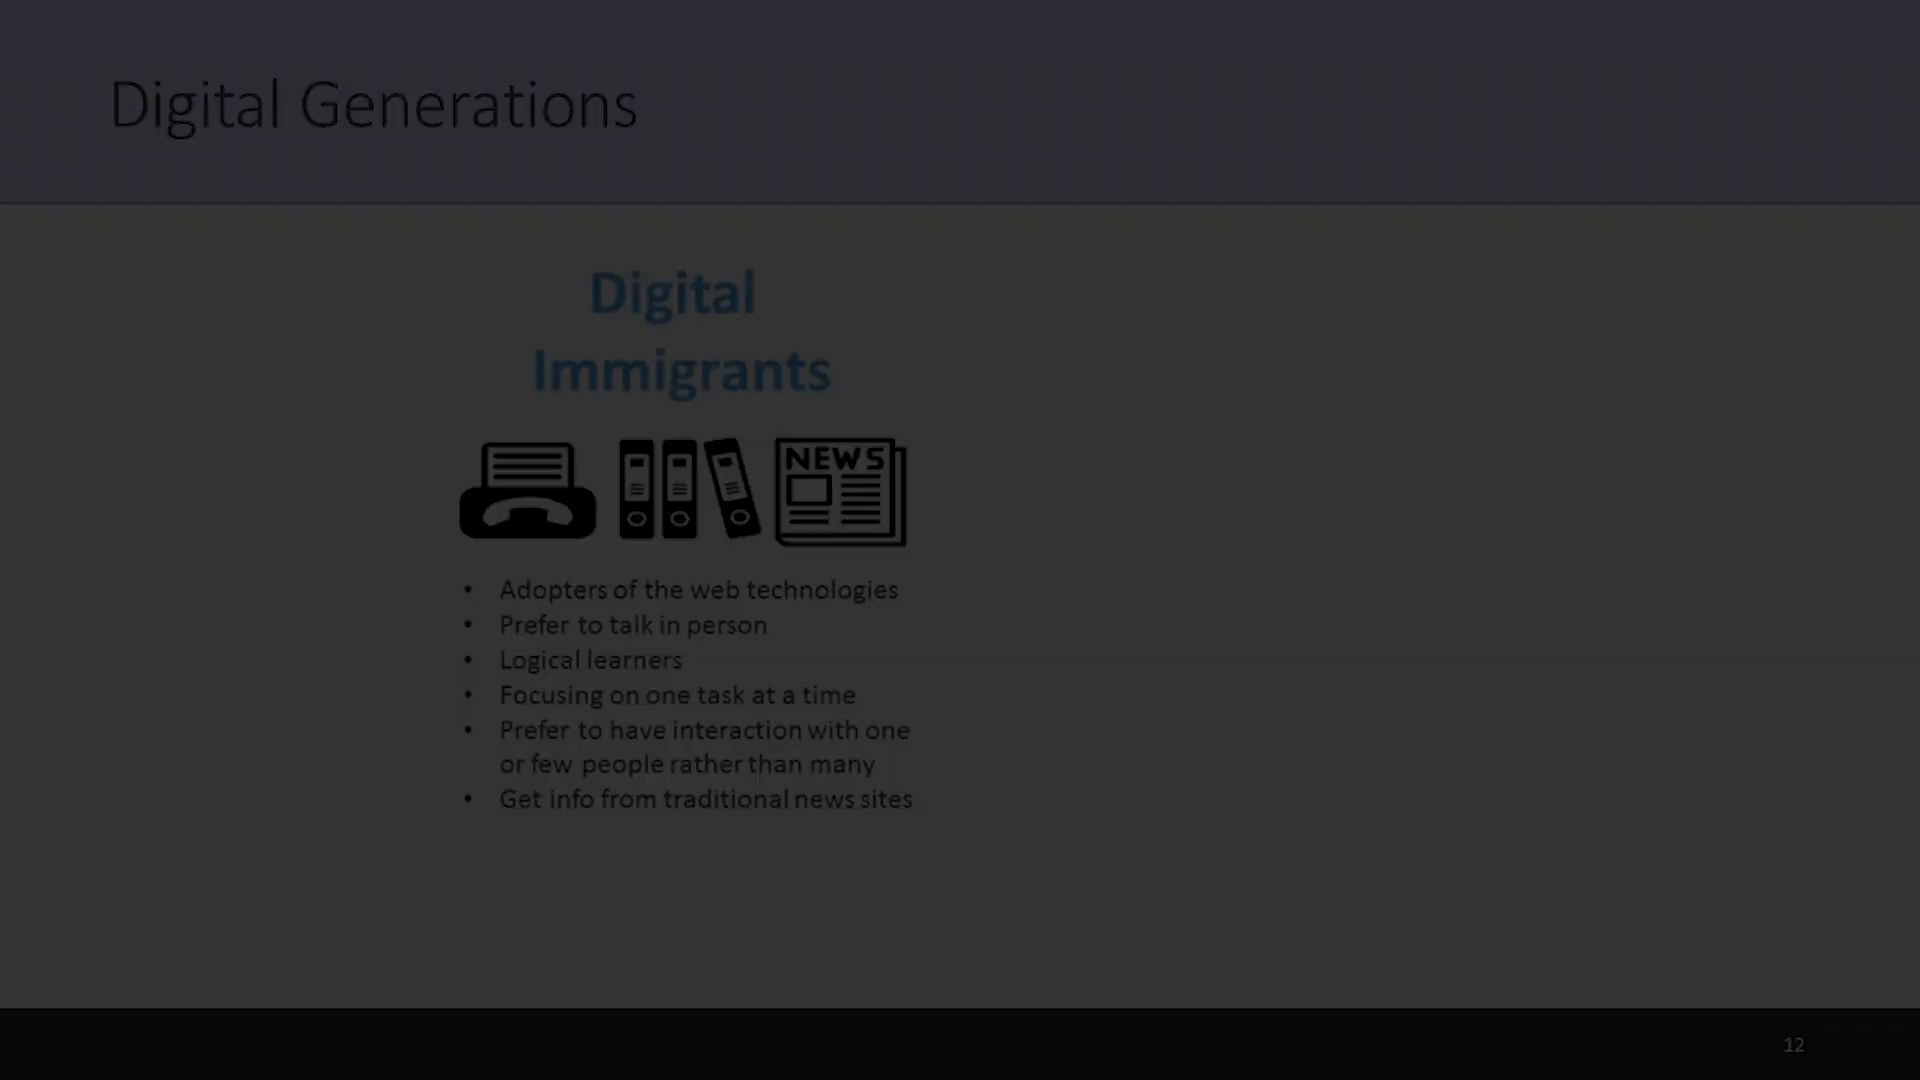 Digital Generations
Digital
Immigrants
NEWS
• Adopters of the web technologies
• Prefer to talk in person
• Logical learners
• Focusing on one task at a time
• Prefer to have interaction with one
or few people rather than many
• Get info from traditional news sites
12